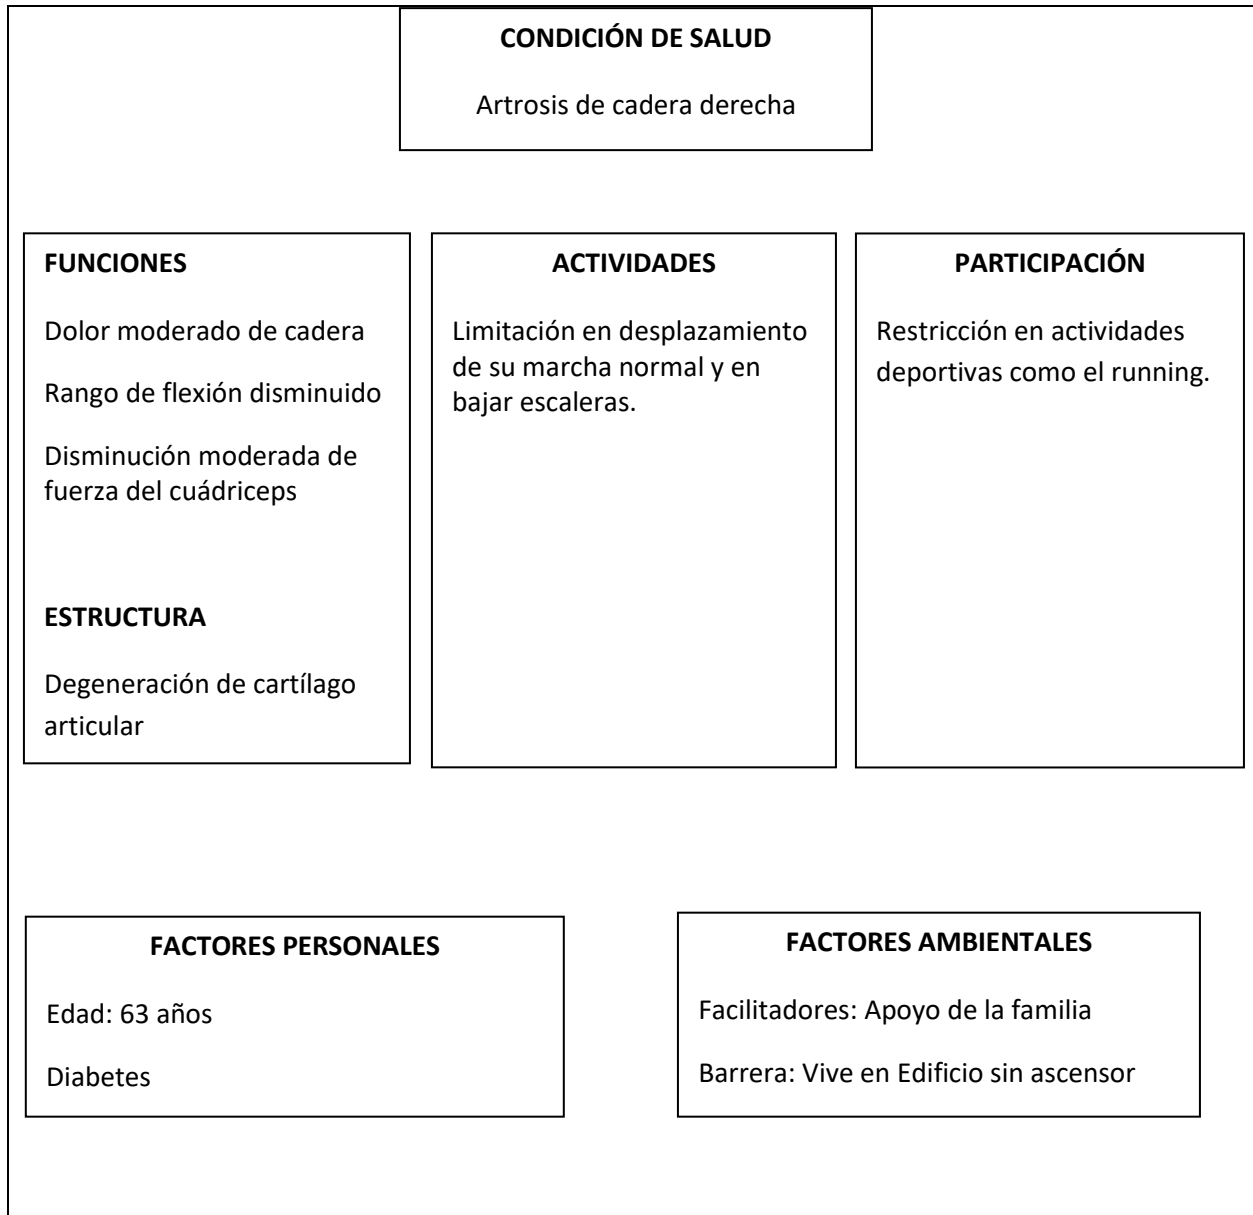 CONDICIÓN DE SALUD
Artrosis de cadera derecha
FUNCIONES
Dolor moderado de cadera
Rango de flexión disminuido
Disminución moderada de
fuerza del cuádriceps
ESTRUCTURA
Degeneración de cartílago
articular
ACTIVIDADES
Limitación en desplazamiento
de su marcha normal y en
bajar escaleras.
PARTICIPACIÓN
Restricción en actividades
deportivas como el running.
FACTORES PERSONALES
Edad: 63 años
Diabetes
FACTORES AMBIENTALES
Facilitadores: Apoyo de la familia
Barrera: Vive en Edificio sin ascensor